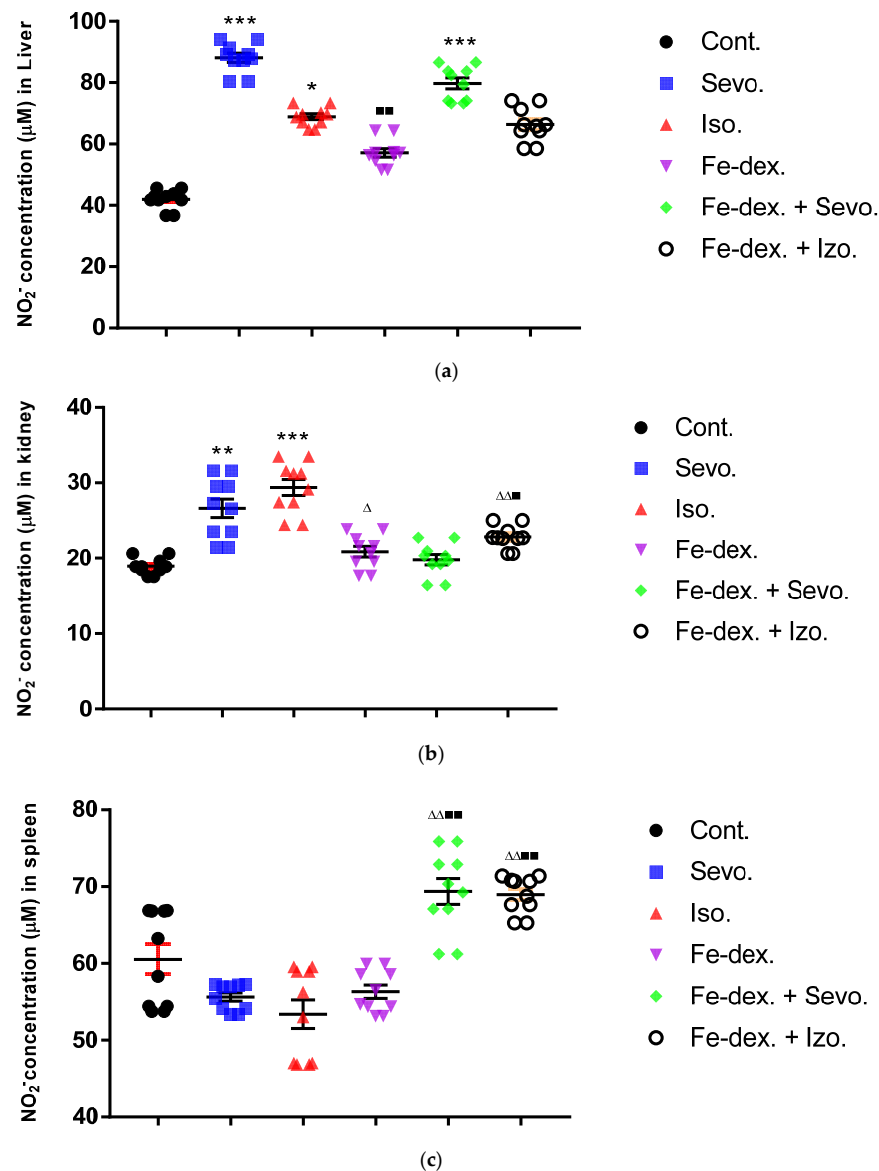 NO₂⁻ concentration (μM) in Liver
100
80
60
40
20
0
***
*
■■
***
Cont.
Sevo.
Iso.
Fe-dex.
Fe-dex. + Sevo.
Fe-dex. + Izo.
(a)
NO₂⁻ concentration (μM) in kidney
40
30
20
10
0
**
***
Δ
ΔΔ■
Cont.
Sevo.
Iso.
Fe-dex.
Fe-dex. + Sevo.
Fe-dex. + Izo.
(b)
NO₂⁻concentration (μM) in spleen
80
70
60
50
40
ΔΔ■■
ΔΔ■■
Cont.
Sevo.
Iso.
Fe-dex.
Fe-dex. + Sevo.
Fe-dex. + Izo.
(c)